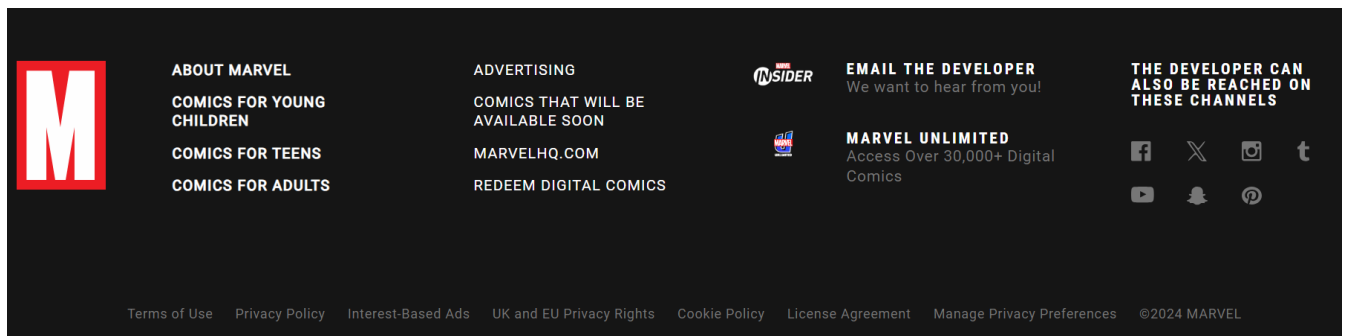 M
ABOUT MARVEL
COMICS FOR YOUNG
CHILDREN
COMICS FOR TEENS
COMICS FOR ADULTS
ADVERTISING
COMICS THAT WILL BE
AVAILABLE SOON
MARVELHQ.COM
REDEEM DIGITAL COMICS
MARVEL
INSIDER
EMAIL THE DEVELOPER
We want to hear from you!
MARVEL
MARVEL UNLIMITED
Access Over 30,000+ Digital
Comics
THE DEVELOPER CAN
ALSO BE REACHED ON
THESE CHANNELS
Terms of Use Privacy Policy Interest-Based Ads UK and EU Privacy Rights Cookie Policy License Agreement Manage Privacy Preferences ©2024 MARVEL